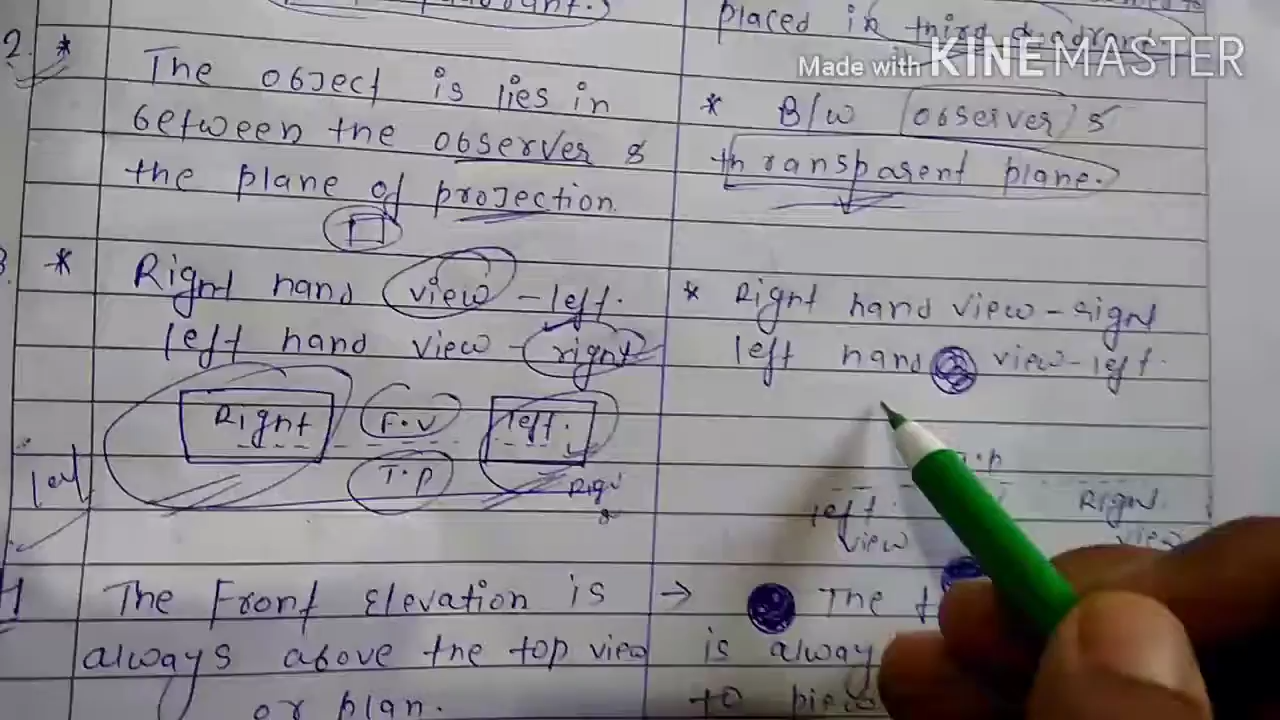 placed in third quadrant
Made with KINEMASTER
2. *
The object is lies in
between the observer &
the plane of projection.
* B/w observer &
thransparent plane.
3. *
Right hand view - left.
left hand view - right
* Right hand view - right
left hand view - left.
Right F.V left.
left T.P Right
T.P
left Right
view view
4
The Front Elevation is
always above the top view
or plan.
→ The f
is alway
to